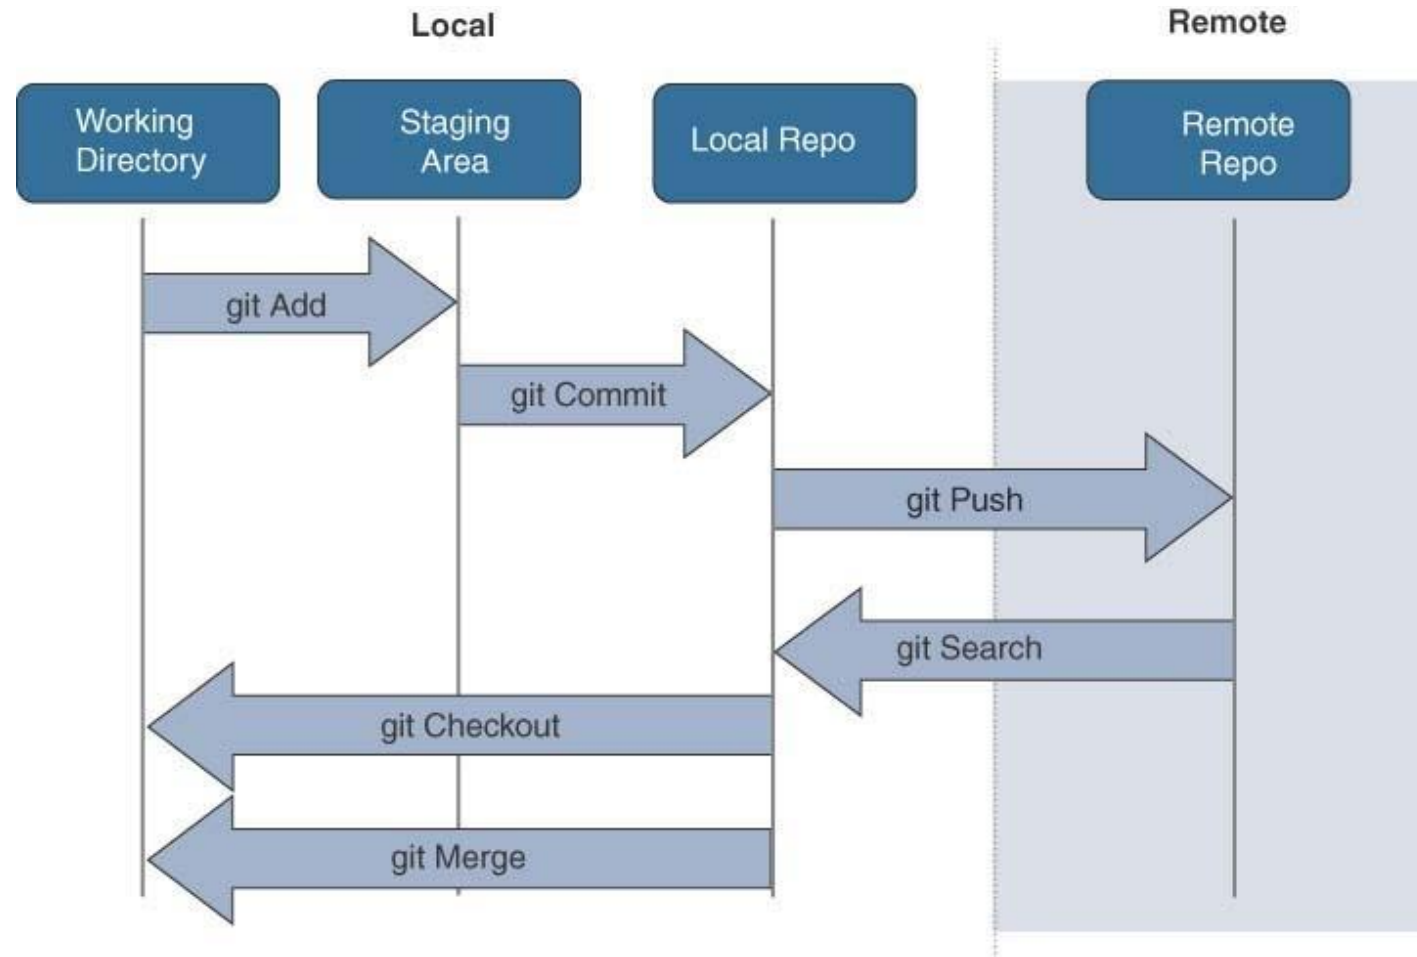 Local
Remote
Working
Directory
Staging
Area
Local Repo
Remote
Repo
git Add
git Commit
git Push
git Search
git Checkout
git Merge